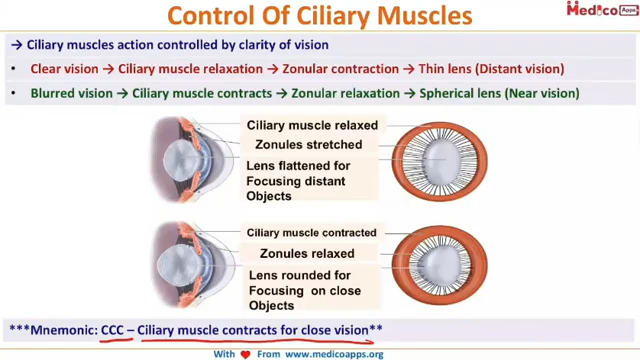 Control Of Ciliary Muscles
Medico Apps
→ Ciliary muscles action controlled by clarity of vision
• Clear vision → Ciliary muscle relaxation → Zonular contraction → Thin lens (Distant vision)
• Blurred vision → Ciliary muscle contracts → Zonular relaxation → Spherical lens (Near vision)
Ciliary muscle relaxed
Zonules stretched
Lens flattened for
Focusing distant
Objects
Ciliary muscle contracted
Zonules relaxed
Lens rounded for
Focusing on close
Objects
***Mnemonic: CCC – Ciliary muscle contracts for close vision**
With ❤ From www.medicoapps.org